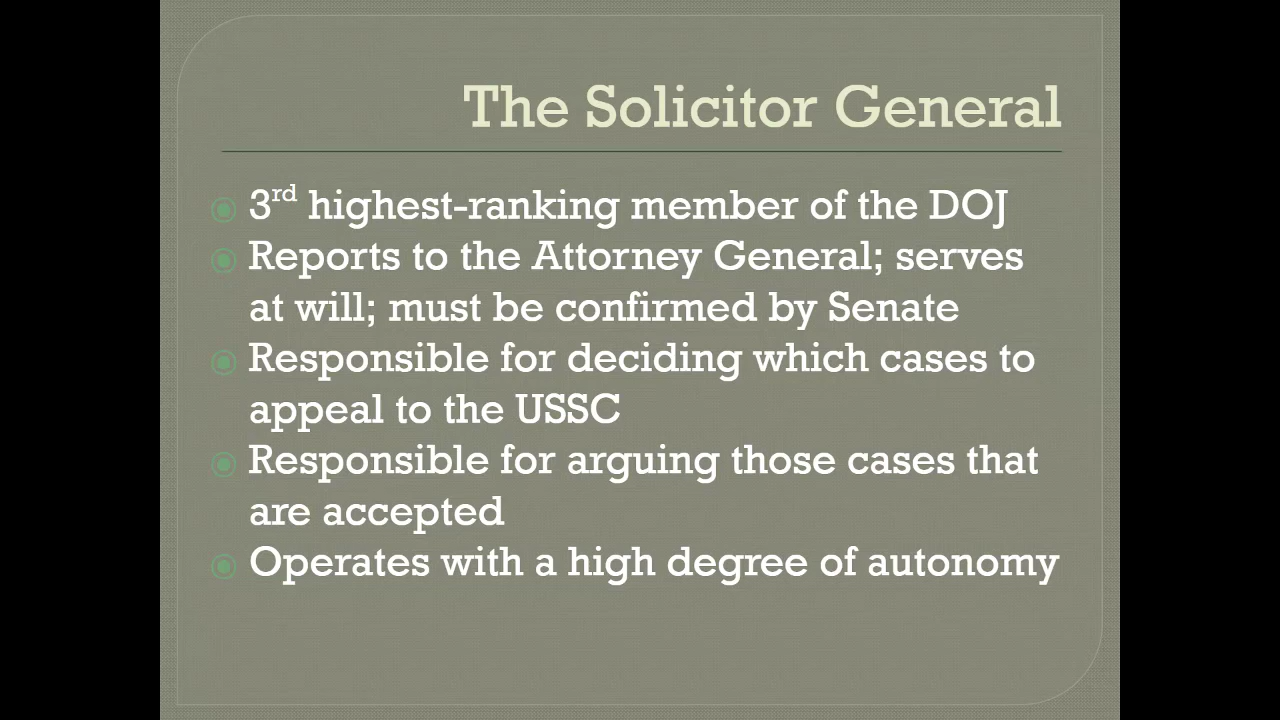 The Solicitor General
3rd highest-ranking member of the DOJ
Reports to the Attorney General; serves
at will; must be confirmed by Senate
Responsible for deciding which cases to
appeal to the USSC
Responsible for arguing those cases that
are accepted
Operates with a high degree of autonomy